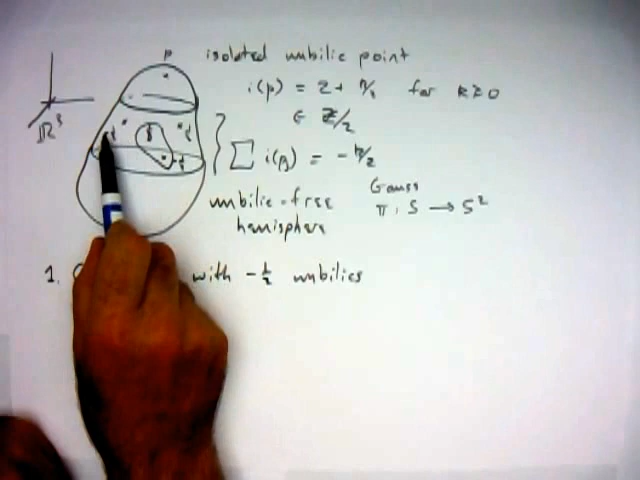 p isolated umbilic point
i(p) = 2 + k/2 for k ≥ 0
∈ ℤ/2
ℝ³
∑ i(p) = - k/2
Gauss
π : S → S²
umbilic-free
hemisphere
1. with - 1/2 umbilics